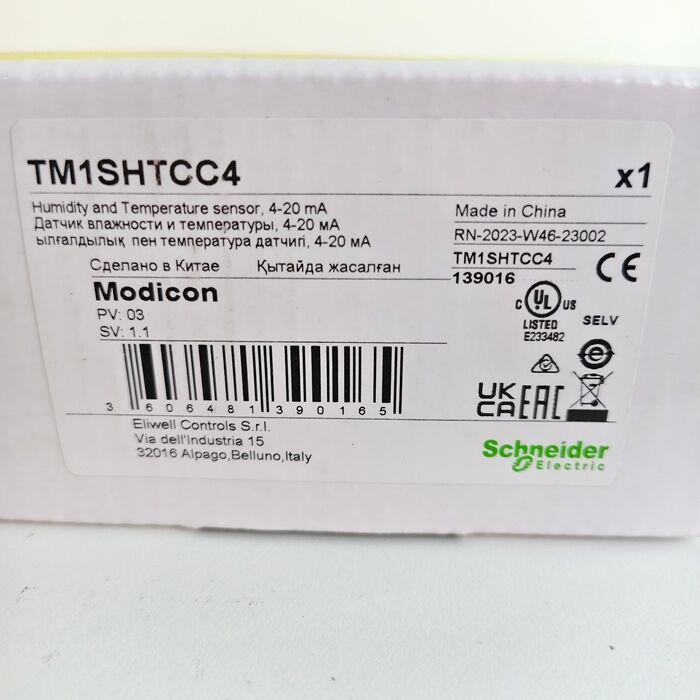 TM1SHTCC4
x1
Humidity and Temperature sensor, 4-20 mA
Датчик влажности и температуры, 4-20 мА
ылғалдылық пен температура датчигі, 4-20 мА
Сделано в Китае Қытайда жасалған
Made in China
RN-2023-W46-23002
TM1SHTCC4
139016
CE
Modicon
PV: 03
SV: 1.1
C UL US
LISTED
E233482
SELV
3 606481 390165
UK
CA
EAC
Eliwell Controls S.r.l.
Via dell'Industria 15
32016 Alpago,Belluno,Italy
Schneider
Electric